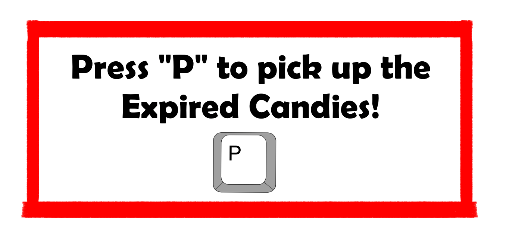 Press "P" to pick up the
Expired Candies!
P